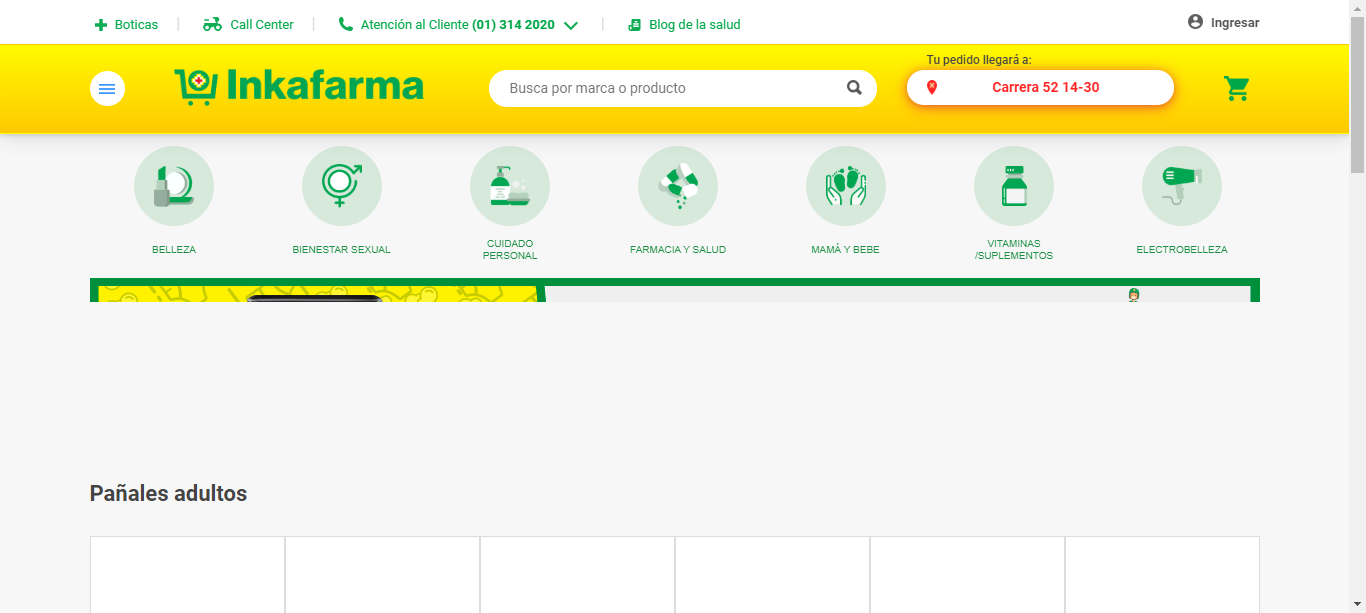 Boticas
Call Center
Atención al Cliente (01) 314 2020
Blog de la salud
Ingresar
Inkafarma
Busca por marca o producto
Tu pedido llegará a:
Carrera 52 14-30
BELLEZA
BIENESTAR SEXUAL
CUIDADO
PERSONAL
FARMACIA Y SALUD
MAMÁ Y BEBE
VITAMINAS
/SUPLEMENTOS
ELECTROBELLEZA
Pañales adultos